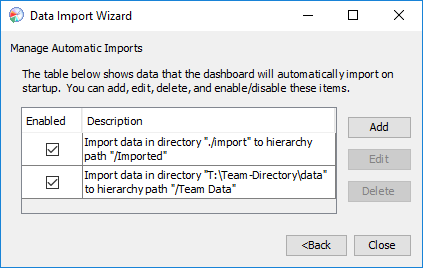 Data Import Wizard
Manage Automatic Imports
The table below shows data that the dashboard will automatically import on
startup. You can add, edit, delete, and enable/disable these items.
Enabled Description
Import data in directory "./import" to hierarchy
path "/Imported"
Import data in directory "T:\Team-Directory\data"
to hierarchy path "/Team Data"
Add
Edit
Delete
<Back Close